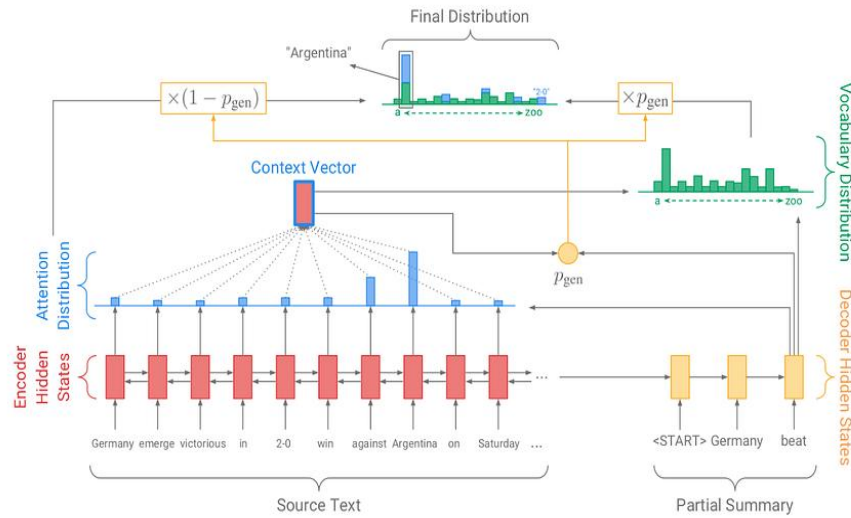 Final Distribution
"Argentina"
×(1 − p_gen)
"2-0"
×p_gen
a
zoo
Context Vector
a
zoo
Vocabulary Distribution
Attention
Distribution
p_gen
Encoder
Hidden
States
...
Decoder Hidden States
Germany emerge victorious in 2-0 win against Argentina on Saturday ...
<START> Germany beat
Source Text
Partial Summary